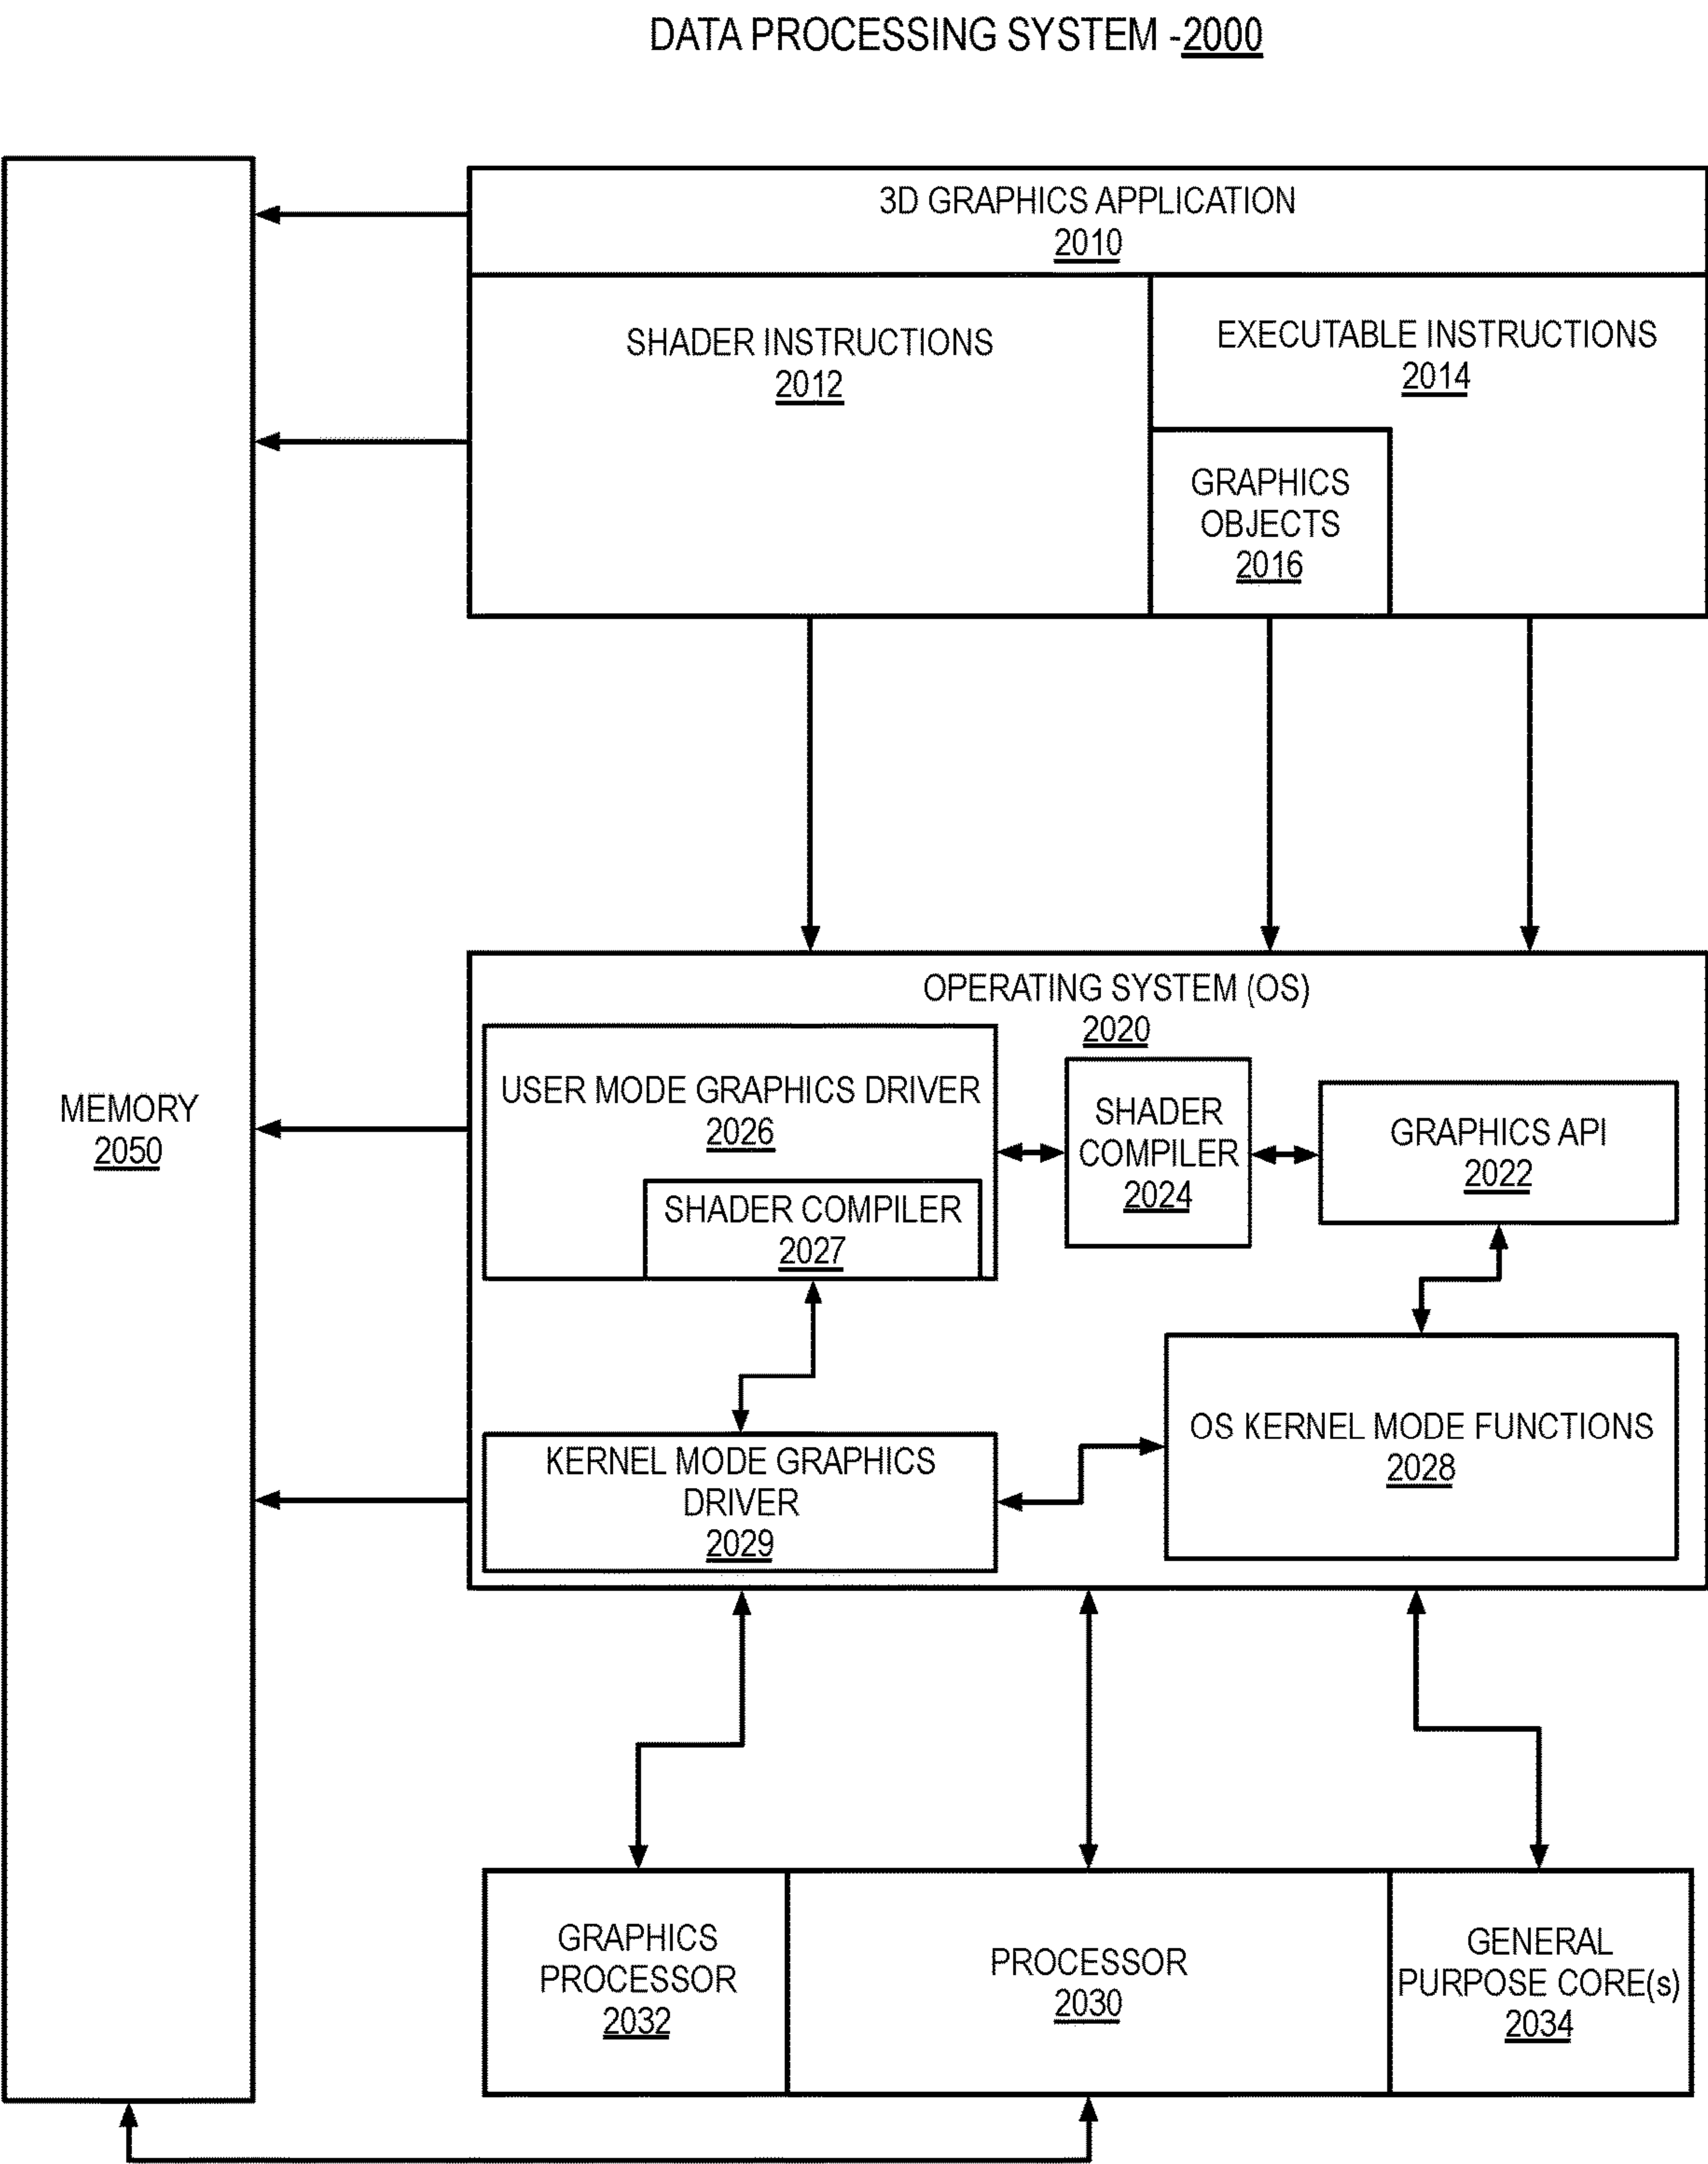 DATA PROCESSING SYSTEM -2000
3D GRAPHICS APPLICATION
2010
SHADER INSTRUCTIONS
2012
EXECUTABLE INSTRUCTIONS
2014
GRAPHICS
OBJECTS
2016
MEMORY
2050
OPERATING SYSTEM (OS)
2020
USER MODE GRAPHICS DRIVER
2026
SHADER COMPILER
2027
SHADER
COMPILER
2024
GRAPHICS API
2022
KERNEL MODE GRAPHICS
DRIVER
2029
OS KERNEL MODE FUNCTIONS
2028
GRAPHICS
PROCESSOR
2032
PROCESSOR
2030
GENERAL
PURPOSE CORE(s)
2034